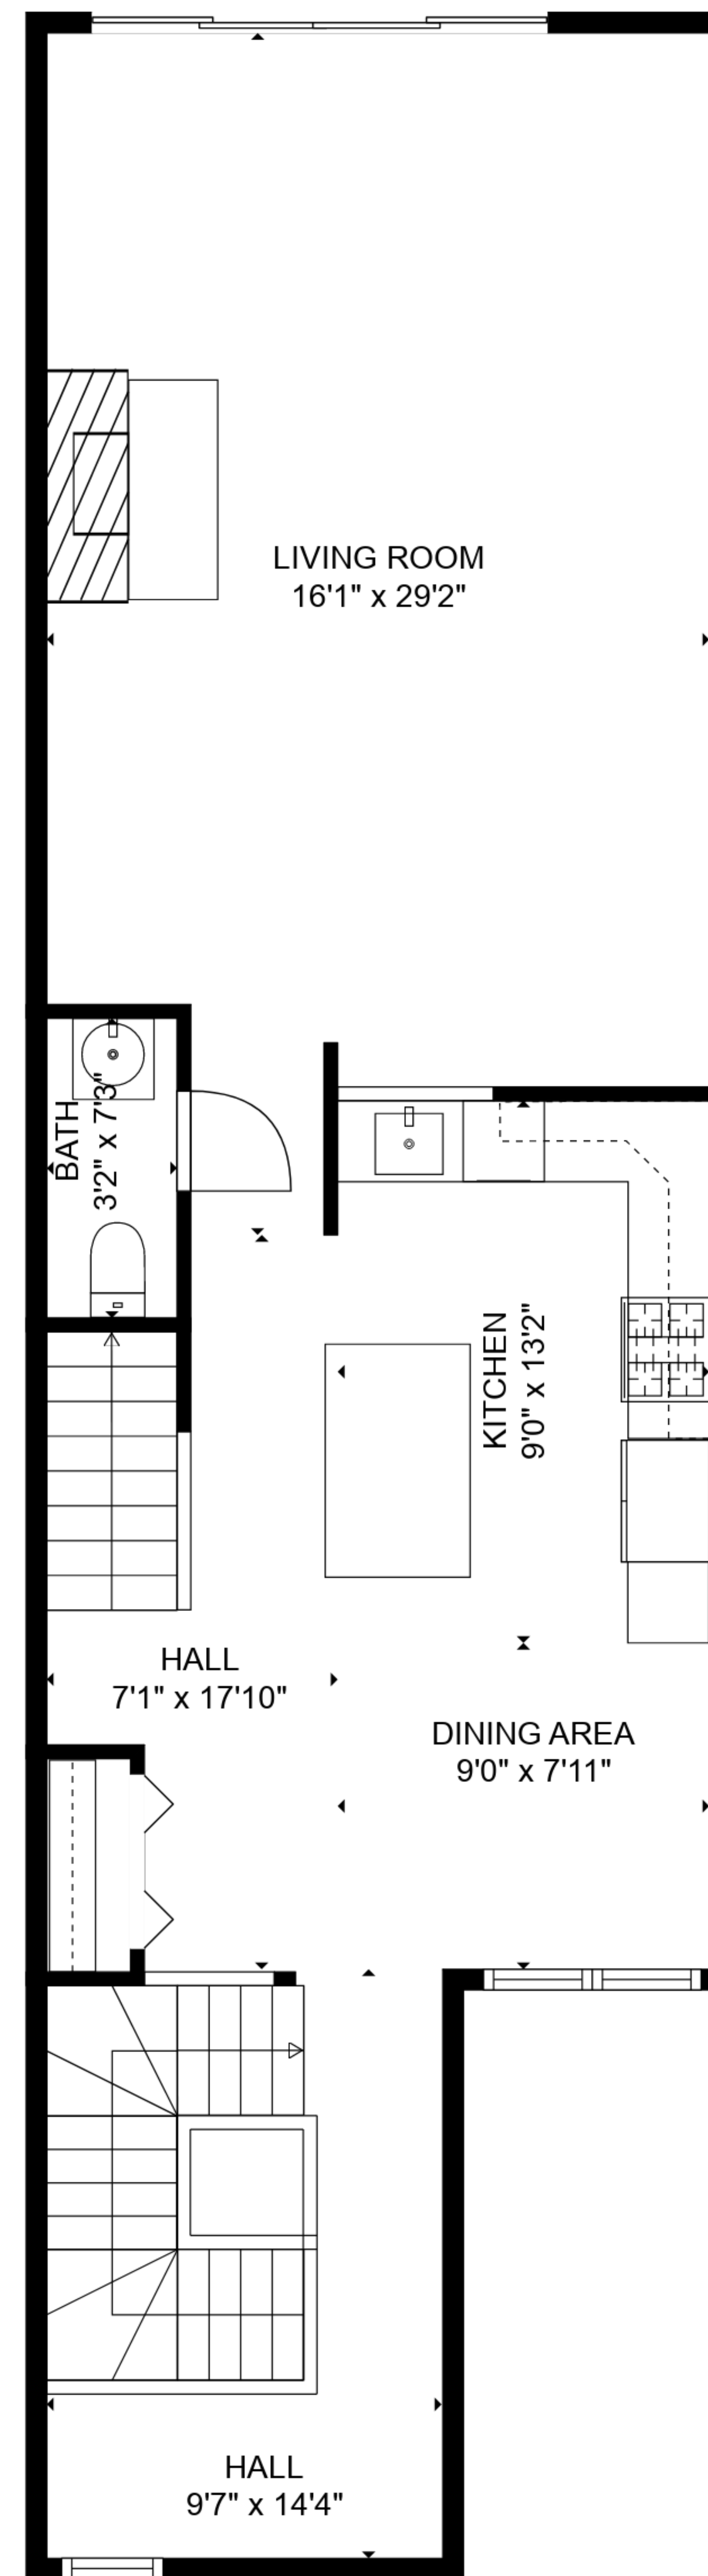 LIVING ROOM
16'1" x 29'2"
BATH
3'2" x 7'3"
KITCHEN
9'0" x 13'2"
HALL
7'1" x 17'10"
DINING AREA
9'0" x 7'11"
HALL
9'7" x 14'4"